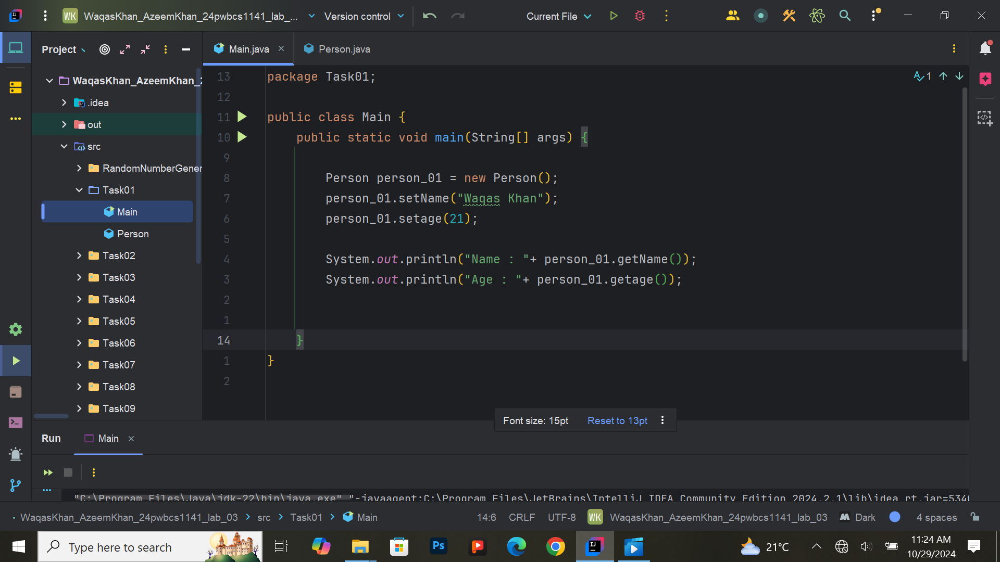 WK WaqasKhan_AzeemKhan_24pwbcs1141_lab_... Version control Current File
Project
Main.java
Person.java
WaqasKhan_AzeemKhan_2
.idea
out
src
RandomNumberGener
Task01
Main
Person
Task02
Task03
Task04
Task05
Task06
Task07
Task08
Task09
13 package Task01;
12
11 public class Main {
10 public static void main(String[] args) {
9
8 Person person_01 = new Person();
7 person_01.setName("Waqas Khan");
6 person_01.setage(21);
5
4 System.out.println("Name : "+ person_01.getName());
3 System.out.println("Age : "+ person_01.getage());
2
1
14 }
1 }
2
1
Font size: 15pt Reset to 13pt
Run Main
"C:\Program Files\Java\jdk-22\bin\java.exe" "-javaagent:C:\Program Files\JetBrains\IntelliJ IDEA Community Edition 2024.2.1\lib\idea_rt.jar=534
WaqasKhan_AzeemKhan_24pwbcs1141_lab_03 src Task01 Main 14:6 CRLF UTF-8 WK WaqasKhan_AzeemKhan_24pwbcs1141_lab_03 Dark 4 spaces
Type here to search
Ps
21°C
11:24 AM
10/29/2024